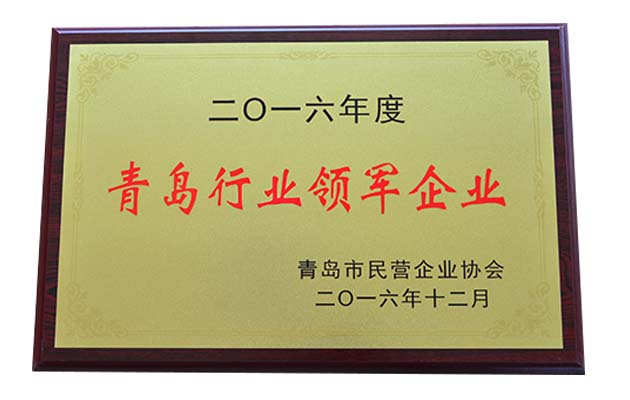 二〇一六年度
青岛行业领军企业
青岛市民营企业协会
二〇一六年十二月